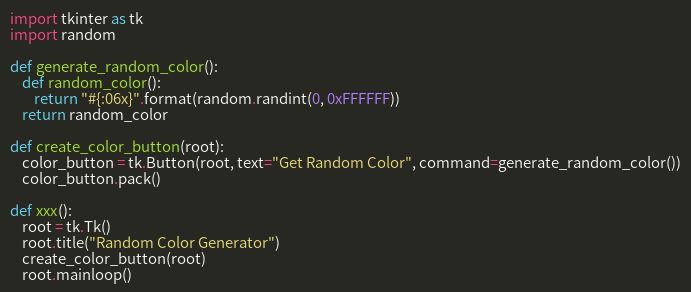 import tkinter as tk
import random
def generate_random_color():
def random_color():
return "#{:06x}".format(random.randint(0, 0xFFFFFF))
return random_color
def create_color_button(root):
color_button = tk.Button(root, text="Get Random Color", command=generate_random_color())
color_button.pack()
def xxx():
root = tk.Tk()
root.title("Random Color Generator")
create_color_button(root)
root.mainloop()